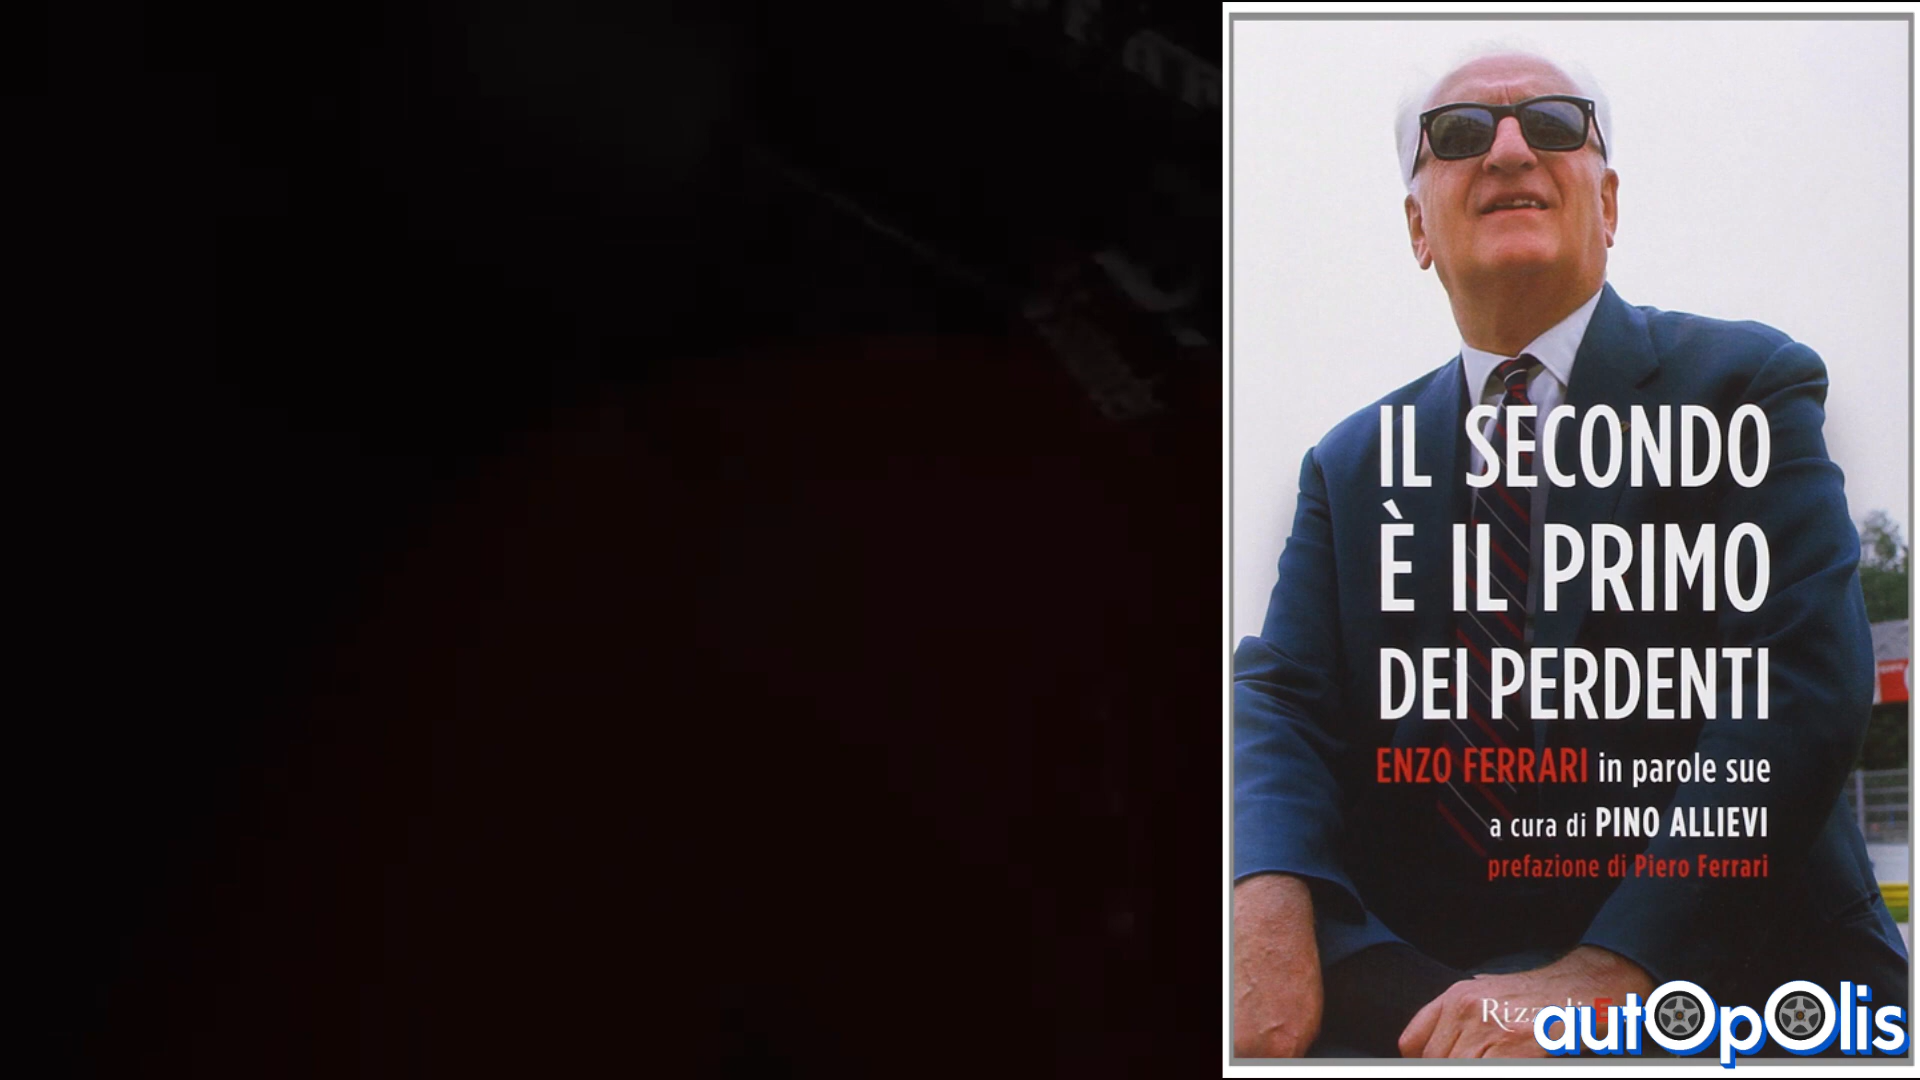 IL SECONDO
È IL PRIMO
DEI PERDENTI
ENZO FERRARI in parole sue
a cura di PINO ALLIEVI
prefazione di Piero Ferrari
autOpOlis